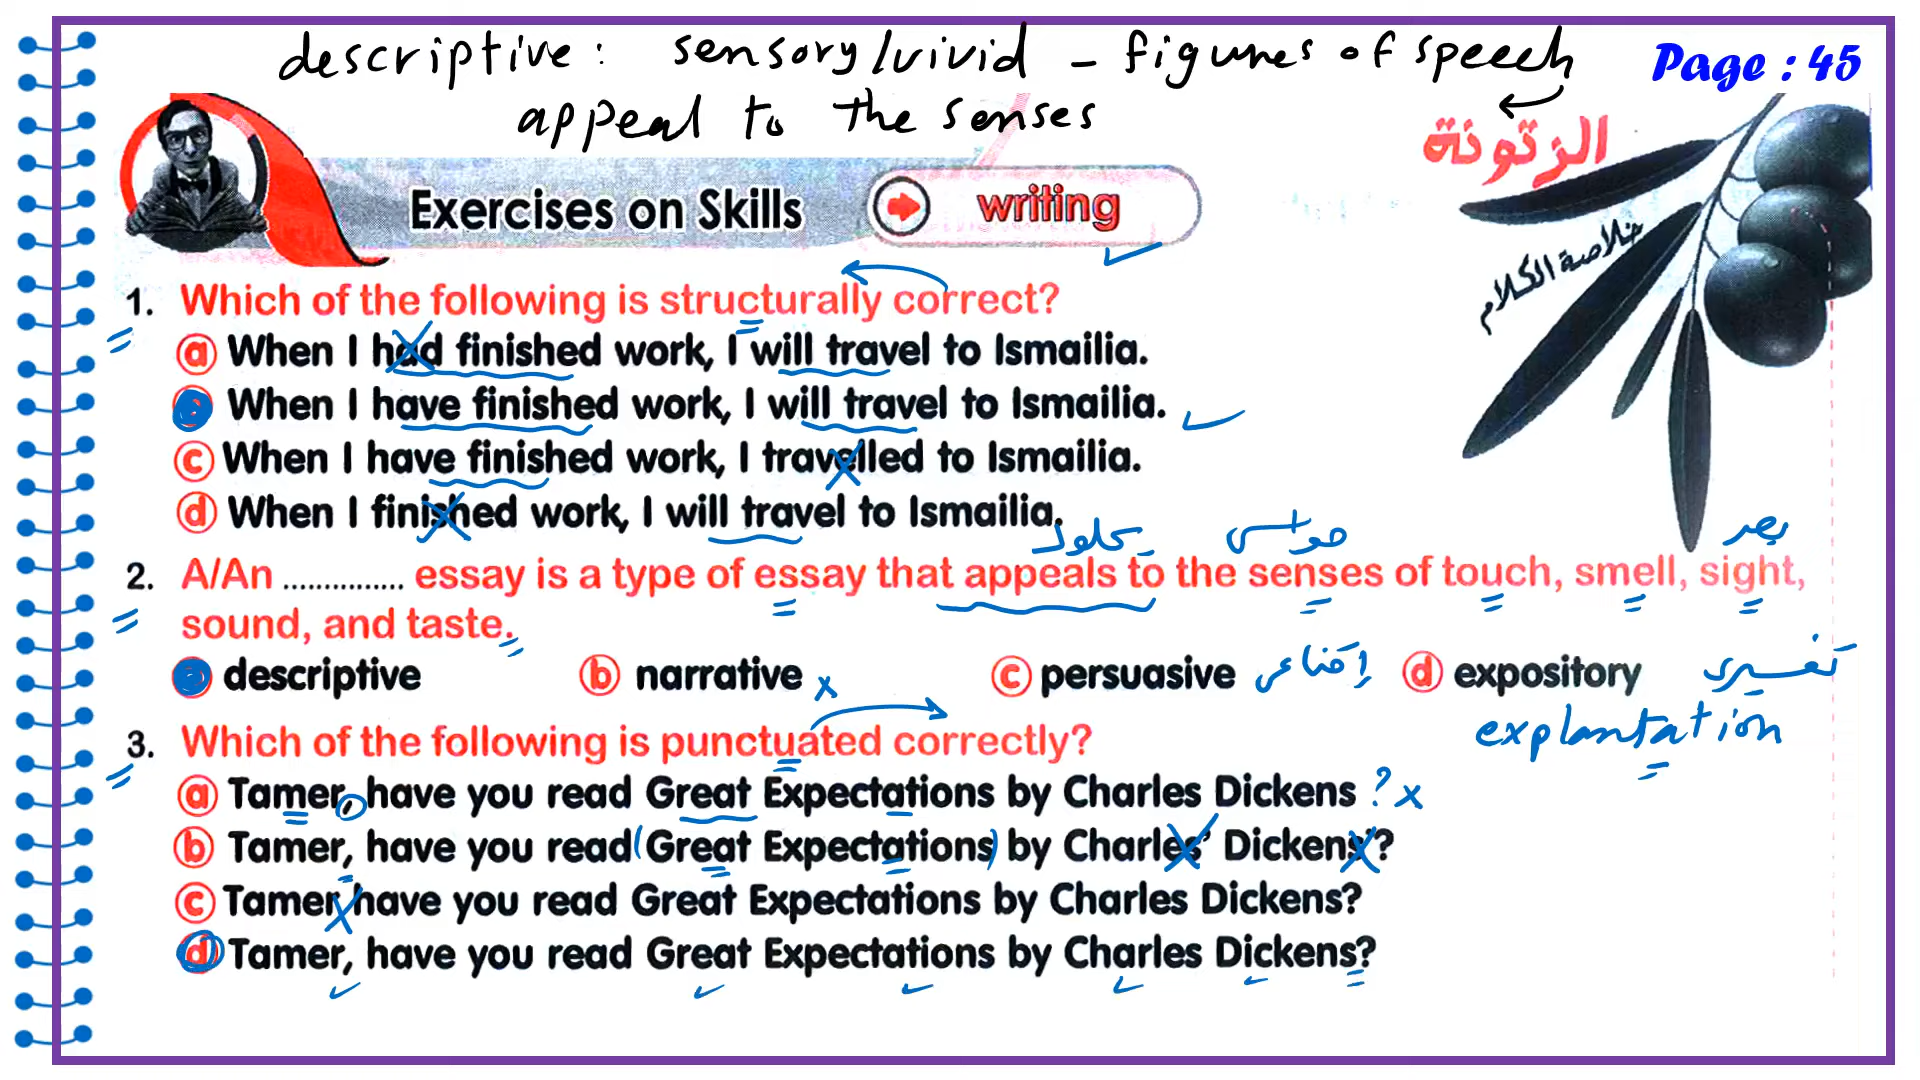 descriptive: sensory/vivid - figures of speech
Page : 45
appeal to the senses
الزتونة
خلاصة الكلام
Exercises on Skills writing
1. Which of the following is structurally correct?
a When I had finished work, I will travel to Ismailia.
When I have finished work, I will travel to Ismailia.
c When I have finished work, I travelled to Ismailia.
d When I finished work, I will travel to Ismailia.
حواس بصر
2. A/An ............... essay is a type of essay that appeals to the senses of touch, smell, sight,
sound, and taste.
descriptive b narrative x c persuasive إقناعى d expository تفسيرى
explantation
3. Which of the following is punctuated correctly?
a Tamer, have you read Great Expectations by Charles Dickens ? x
b Tamer, have you read (Great Expectations) by Charles' Dickens'?
c Tamer have you read Great Expectations by Charles Dickens?
d Tamer, have you read Great Expectations by Charles Dickens?